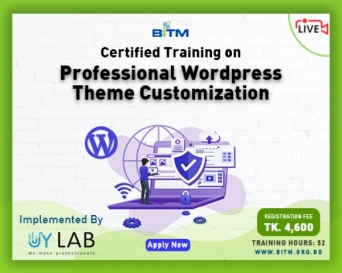 BITM
LIVE
Certified Training on
Professional Wordpress
Theme Customization
Implemented By
UY LAB
We make professionals
Apply Now
REGISTRATION FEE
TK. 4,600
TRAINING HOURS: 52
WWW.BITM.ORG.BD